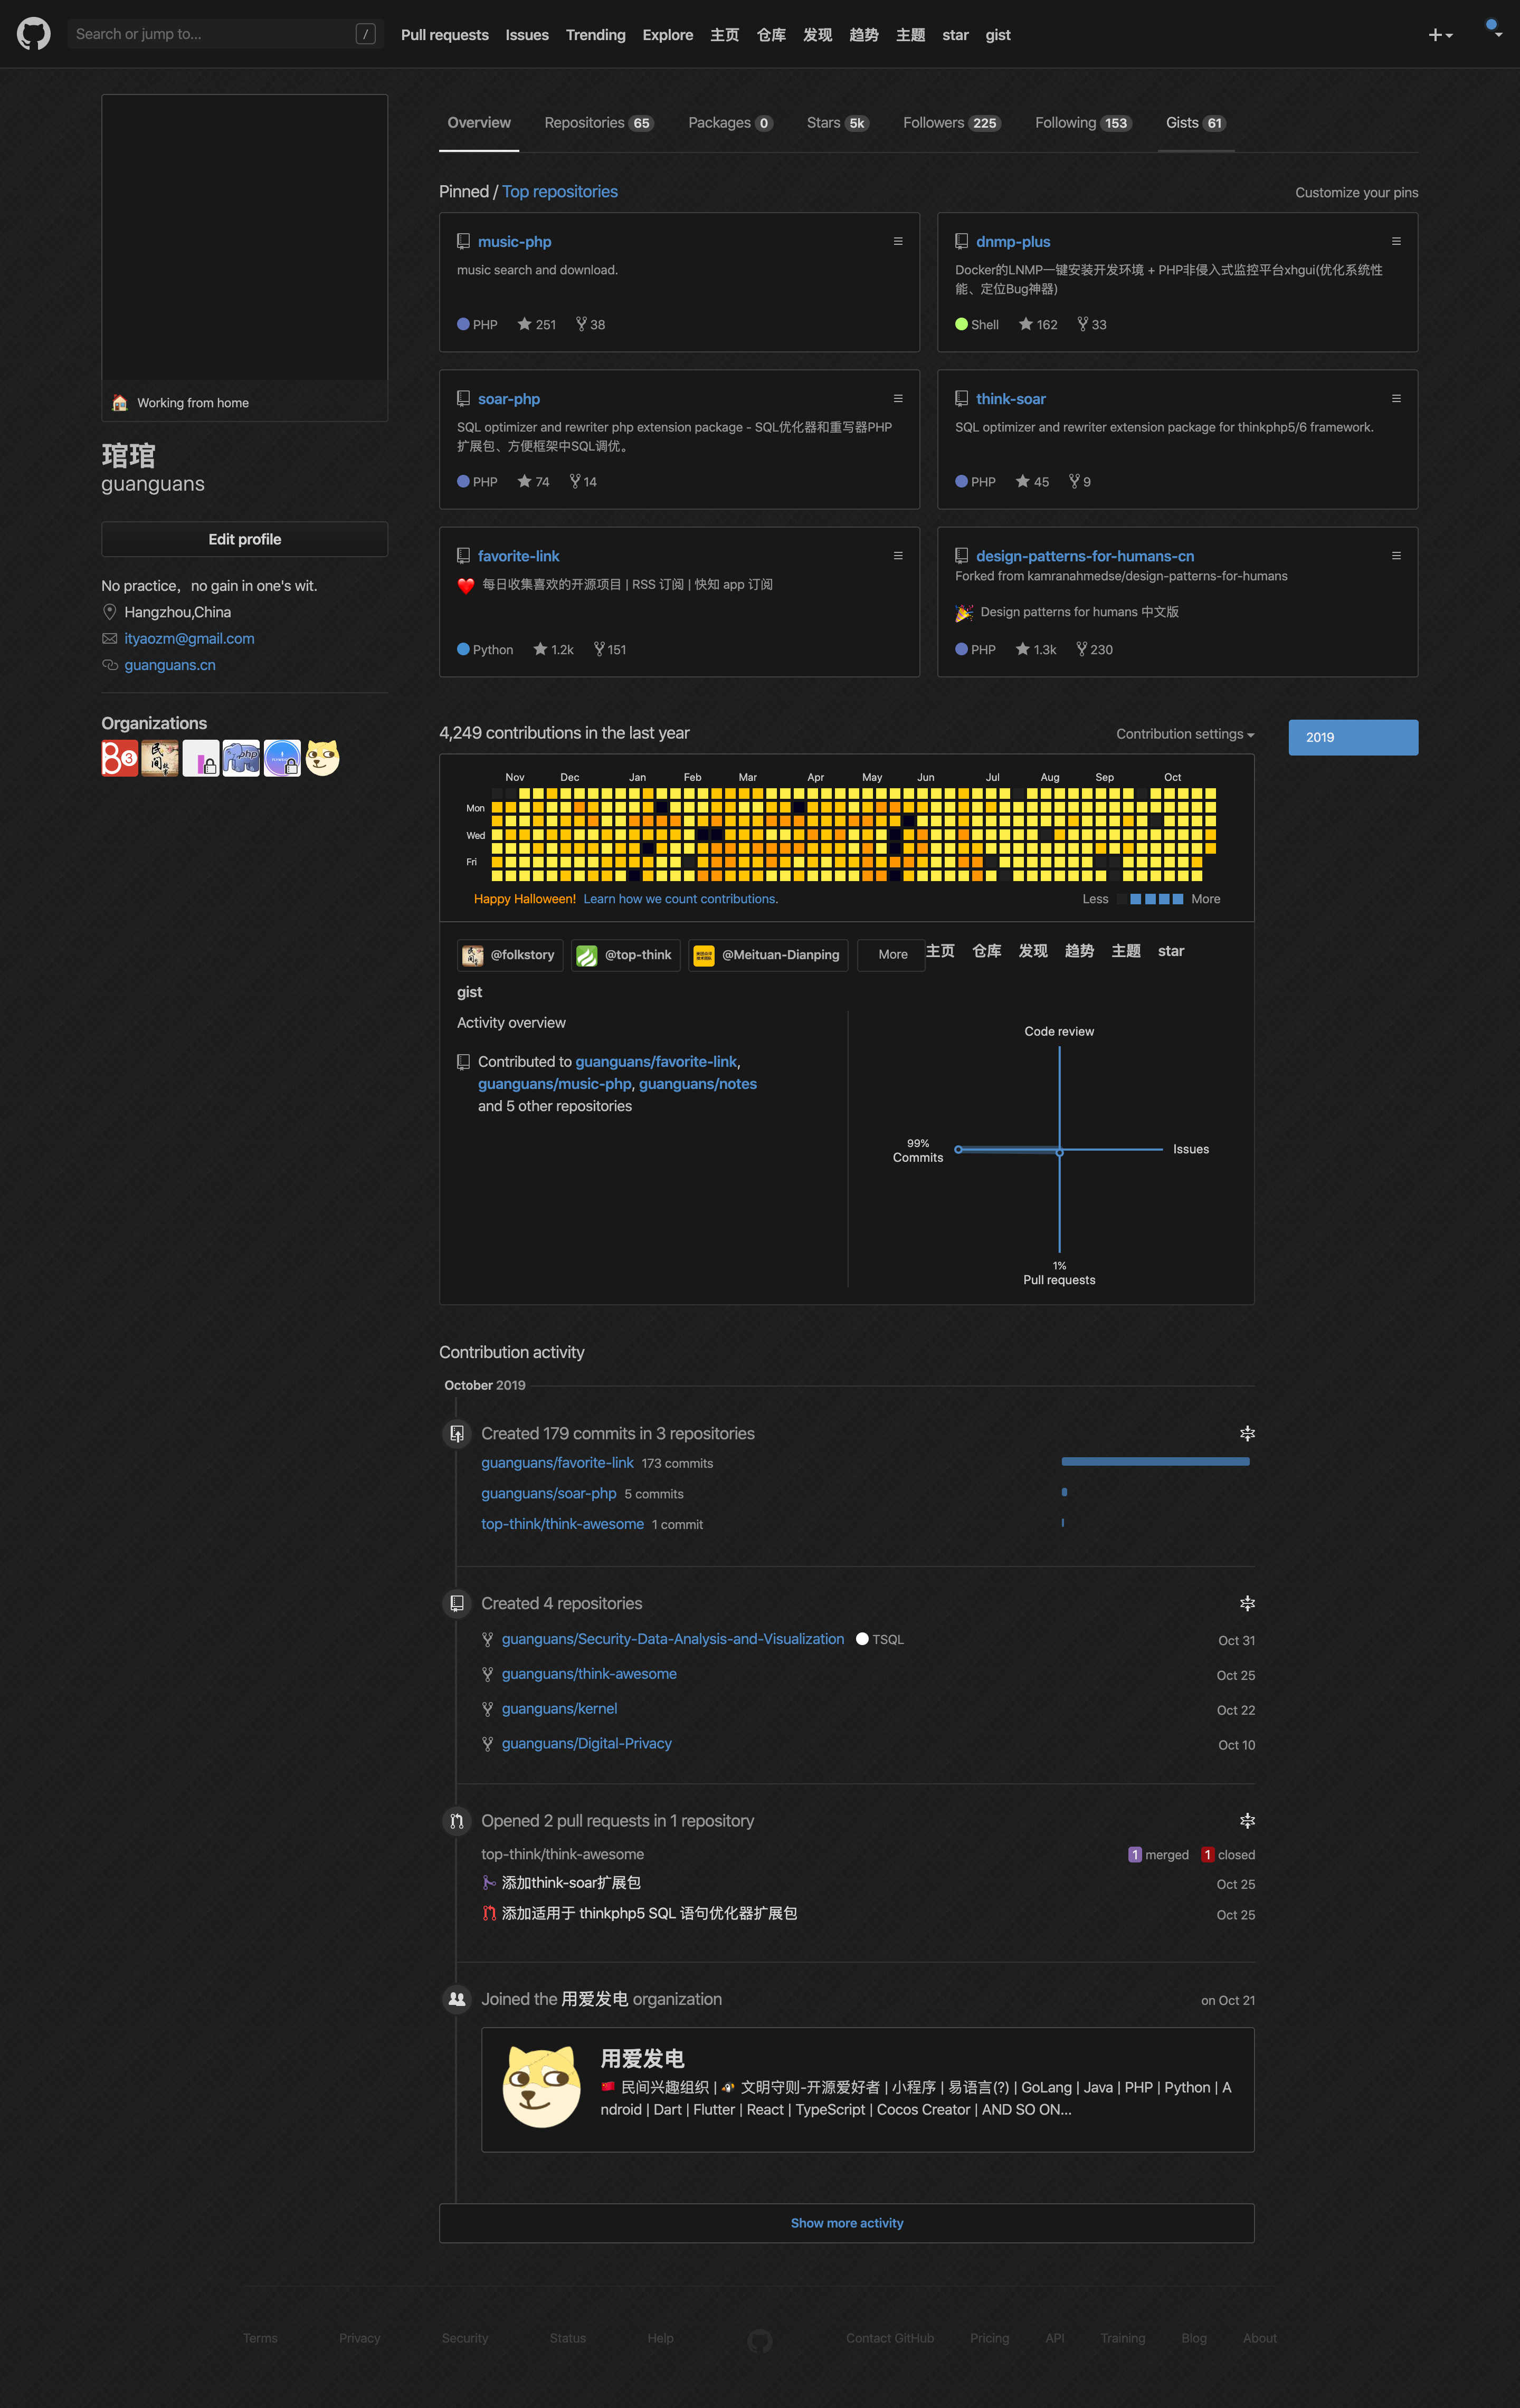 Search or jump to... / Pull requests Issues Trending Explore 主页 仓库 发现 趋势 主题 star gist
Overview Repositories 65 Packages 0 Stars 5k Followers 225 Following 153 Gists 61
Working from home
琯琯
guanguans
Edit profile
No practice，no gain in one's wit.
Hangzhou,China
ityaozm@gmail.com
guanguans.cn
Organizations
Pinned / Top repositories Customize your pins
music-php
music search and download.
PHP 251 38
dnmp-plus
Docker的LNMP一键安装开发环境 + PHP非侵入式监控平台xhgui(优化系统性
能、定位Bug神器)
Shell 162 33
soar-php
SQL optimizer and rewriter php extension package - SQL优化器和重写器PHP
扩展包、方便框架中SQL调优。
PHP 74 14
think-soar
SQL optimizer and rewriter extension package for thinkphp5/6 framework.
PHP 45 9
favorite-link
每日收集喜欢的开源项目 | RSS 订阅 | 快知 app 订阅
Python 1.2k 151
design-patterns-for-humans-cn
Forked from kamranahmedse/design-patterns-for-humans
Design patterns for humans 中文版
PHP 1.3k 230
4,249 contributions in the last year Contribution settings 2019
Nov Dec Jan Feb Mar Apr May Jun Jul Aug Sep Oct
Mon
Wed
Fri
Happy Halloween! Learn how we count contributions. Less More
@folkstory @top-think @Meituan-Dianping More 主页 仓库 发现 趋势 主题 star
gist
Activity overview
Contributed to guanguans/favorite-link,
guanguans/music-php, guanguans/notes
and 5 other repositories
Code review
99%
Commits
Issues
1%
Pull requests
Contribution activity
October 2019
Created 179 commits in 3 repositories
guanguans/favorite-link 173 commits
guanguans/soar-php 5 commits
top-think/think-awesome 1 commit
Created 4 repositories
guanguans/Security-Data-Analysis-and-Visualization TSQL Oct 31
guanguans/think-awesome Oct 25
guanguans/kernel Oct 22
guanguans/Digital-Privacy Oct 10
Opened 2 pull requests in 1 repository
top-think/think-awesome 1 merged 1 closed
添加think-soar扩展包 Oct 25
添加适用于 thinkphp5 SQL 语句优化器扩展包 Oct 25
Joined the 用爱发电 organization on Oct 21
用爱发电
民间兴趣组织 | 文明守则-开源爱好者 | 小程序 | 易语言(?) | GoLang | Java | PHP | Python | A
ndroid | Dart | Flutter | React | TypeScript | Cocos Creator | AND SO ON...
Show more activity
Terms Privacy Security Status Help Contact GitHub Pricing API Training Blog About